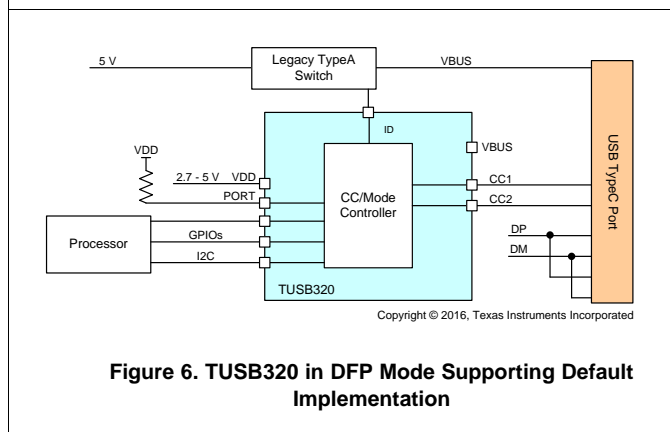 5 V
Legacy TypeA
Switch
VBUS
ID
VDD
2.7 - 5 V VDD
PORT
VBUS
CC/Mode
Controller
CC1
CC2
USB TypeC Port
Processor
GPIOs
I2C
DP
DM
TUSB320
Copyright © 2016, Texas Instruments Incorporated
Figure 6. TUSB320 in DFP Mode Supporting Default
Implementation